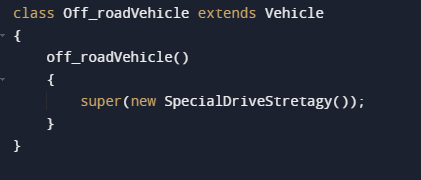 class Off_roadVehicle extends Vehicle
{
off_roadVehicle()
{
super(new SpecialDriveStretagy());
}
}